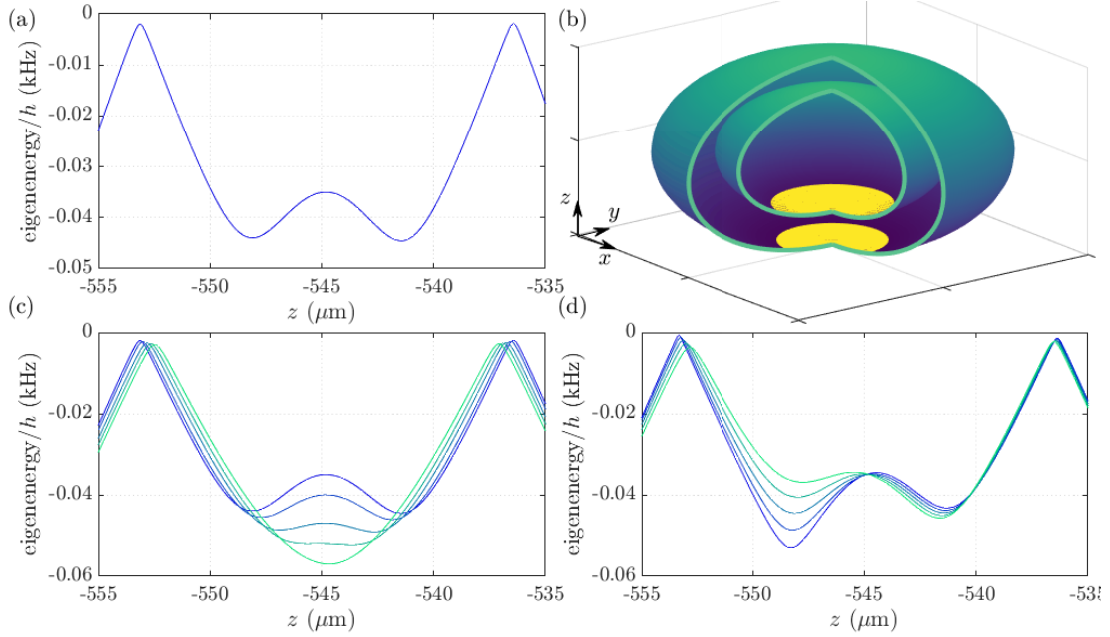 (a)
0
-0.01
-0.02
-0.03
-0.04
-0.05
eigenenergy/h (kHz)
-555
-550
-545
-540
-535
z (μm)
(b)
z
y
x
(c)
0
-0.02
-0.04
-0.06
eigenenergy/h (kHz)
-555
-550
-545
-540
-535
z (μm)
(d)
0
-0.02
-0.04
-0.06
eigenenergy/h (kHz)
-555
-550
-545
-540
-535
z (μm)